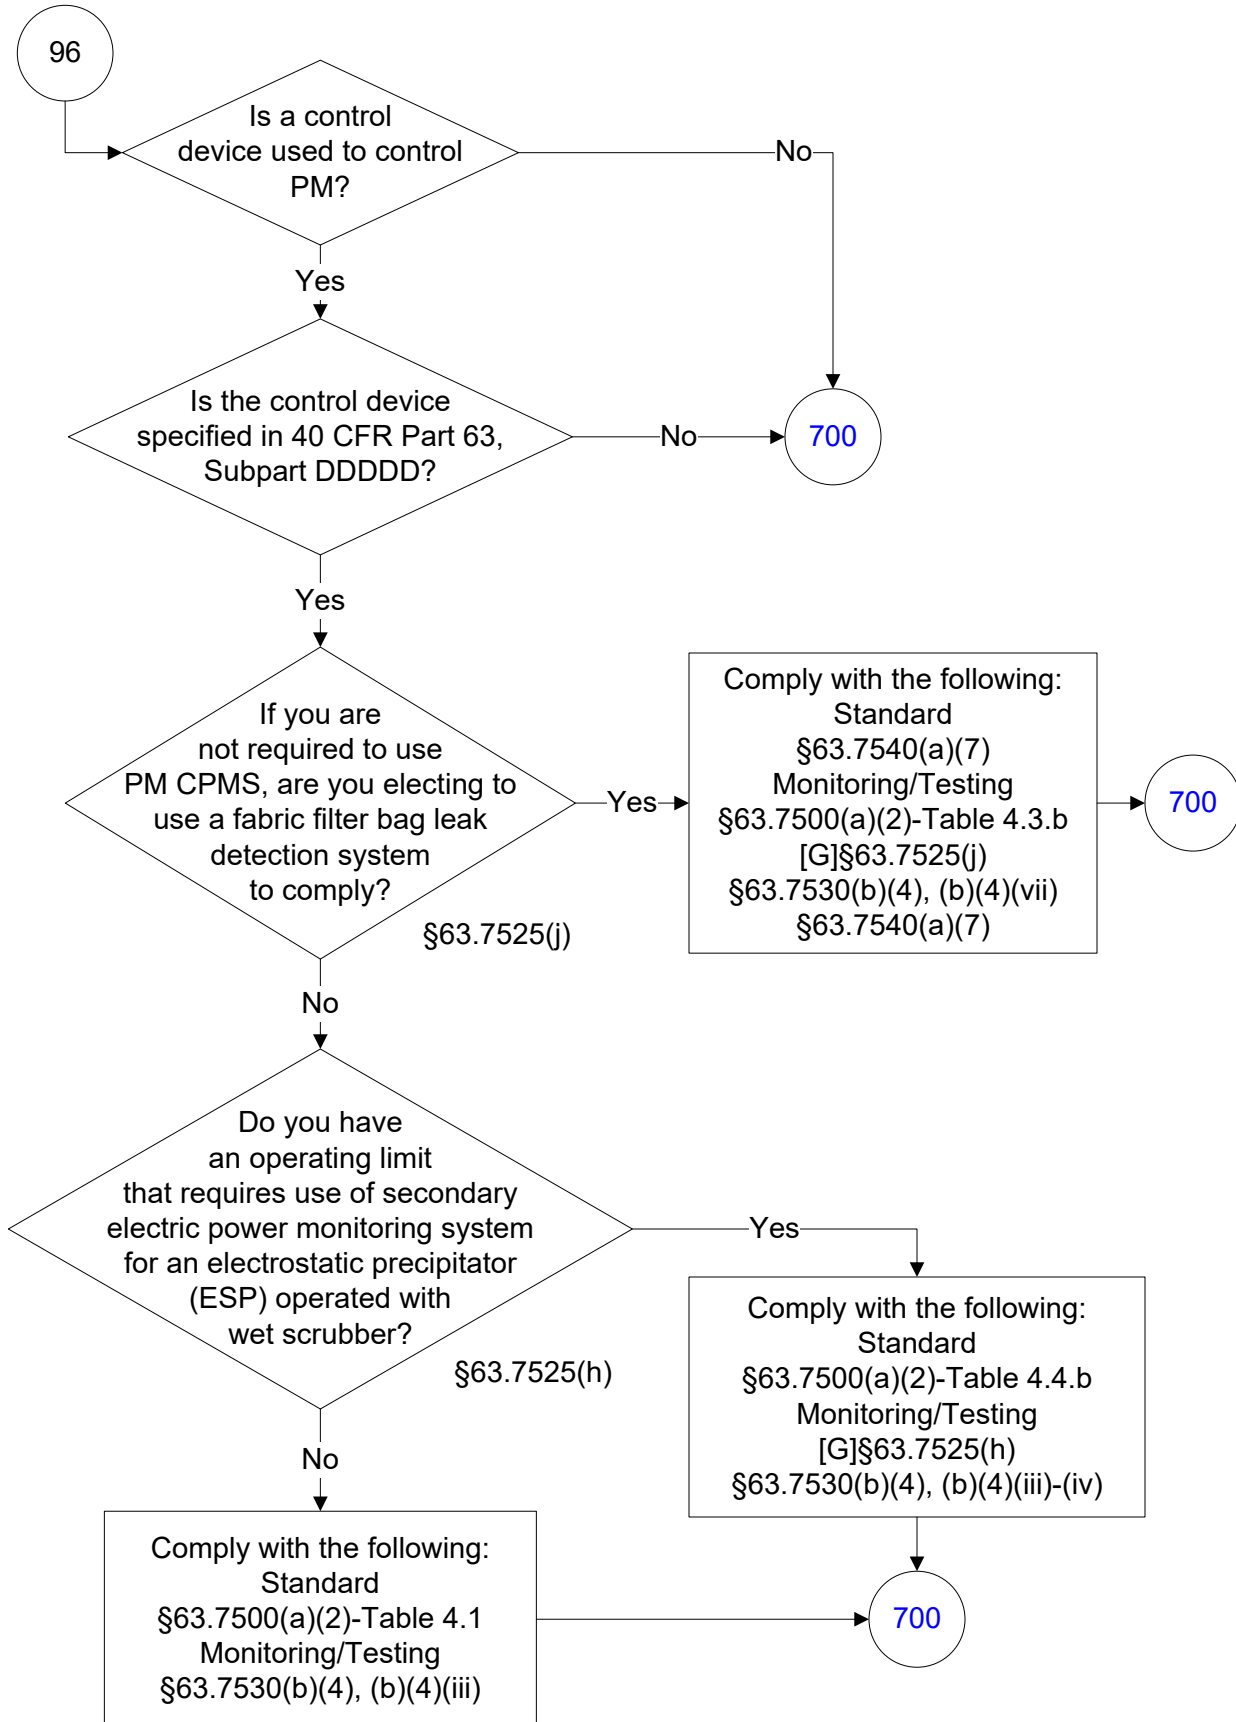 96
Is a control
device used to control
PM?
No
Yes
Is the control device
specified in 40 CFR Part 63,
Subpart DDDDD?
No
700
Yes
If you are
not required to use
PM CPMS, are you electing to
use a fabric filter bag leak
detection system
to comply?
§63.7525(j)
Yes
Comply with the following:
Standard
§63.7540(a)(7)
Monitoring/Testing
§63.7500(a)(2)-Table 4.3.b
[G]§63.7525(j)
§63.7530(b)(4), (b)(4)(vii)
§63.7540(a)(7)
700
No
Do you have
an operating limit
that requires use of secondary
electric power monitoring system
for an electrostatic precipitator
(ESP) operated with
wet scrubber?
§63.7525(h)
Yes
Comply with the following:
Standard
§63.7500(a)(2)-Table 4.4.b
Monitoring/Testing
[G]§63.7525(h)
§63.7530(b)(4), (b)(4)(iii)-(iv)
No
Comply with the following:
Standard
§63.7500(a)(2)-Table 4.1
Monitoring/Testing
§63.7530(b)(4), (b)(4)(iii)
700